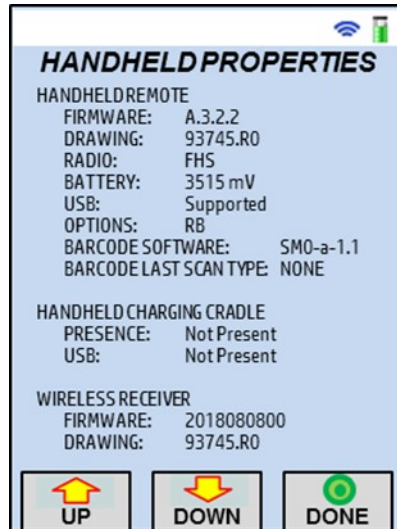 HANDHELD PROPERTIES
HANDHELD REMOTE
FIRMWARE: A.3.2.2
DRAWING: 93745.R0
RADIO: FHS
BATTERY: 3515 mV
USB: Supported
OPTIONS: RB
BARCODE SOFTWARE: SM0-a-1.1
BARCODE LAST SCAN TYPE: NONE
HANDHELD CHARGING CRADLE
PRESENCE: Not Present
USB: Not Present
WIRELESS RECEIVER
FIRMWARE: 2018080800
DRAWING: 93745.R0
UP DOWN DONE